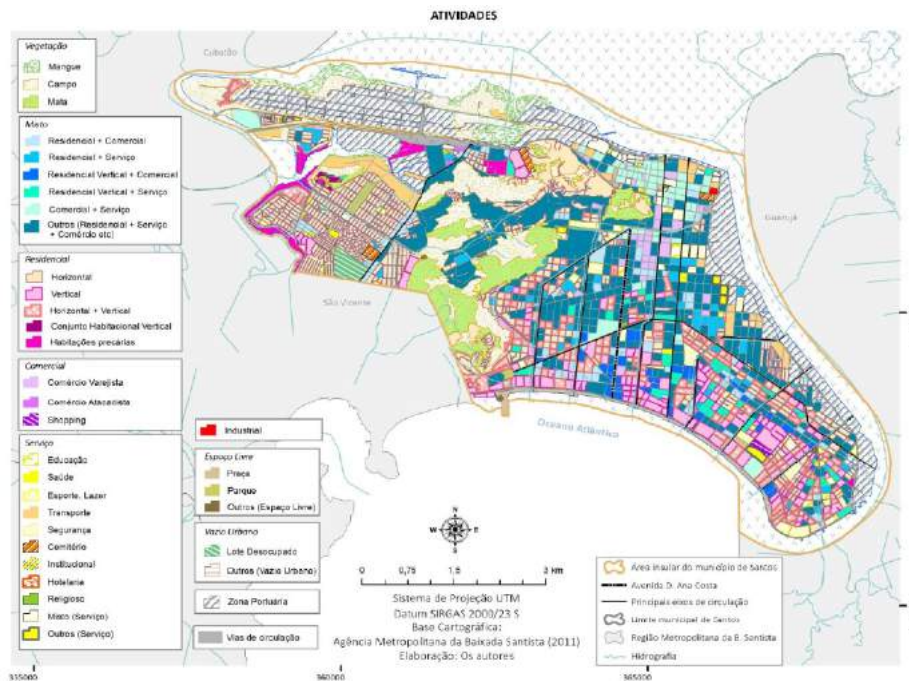 ATIVIDADES
Cubatão
Guarujá
São Vicente
Oceano Atlântico
Vegetação
Mangue
Campo
Mata
Misto
Residencial + Comercial
Residencial + Serviço
Residencial Vertical + Comercial
Residencial Vertical + Serviço
Comercial + Serviço
Outros (Residencial + Serviço
+ Comércio etc)
Residencial
Horizontal
Vertical
Horizontal + Vertical
Conjunto Habitacional Vertical
Habitações precárias
Comercial
Comércio Varejista
Comércio Atacadista
Shopping
Serviço
Educação
Saúde
Esporte, Lazer
Transporte
Segurança
Cemitério
Institucional
Hotelaria
Religioso
Misto (Serviço)
Outros (Serviço)
Industrial
Espaço Livre
Praça
Parque
Outros (Espaço Livre)
Vazio Urbano
Lote Desocupado
Outros (Vazio Urbano)
Zona Portuária
Vias de circulação
N
W
E
S
0 0,75 1,5 3 km
Sistema de Projeção UTM
Datum SIRGAS 2000/23 S
Base Cartográfica:
Agência Metropolitana da Baixada Santista (2011)
Elaboração: Os autores
Área insular do município de Santos
Avenida D. Ana Costa
Principais eixos de circulação
Limite municipal de Santos
Região Metropolitana da B. Santista
Hidrografia
355000
360000
365000